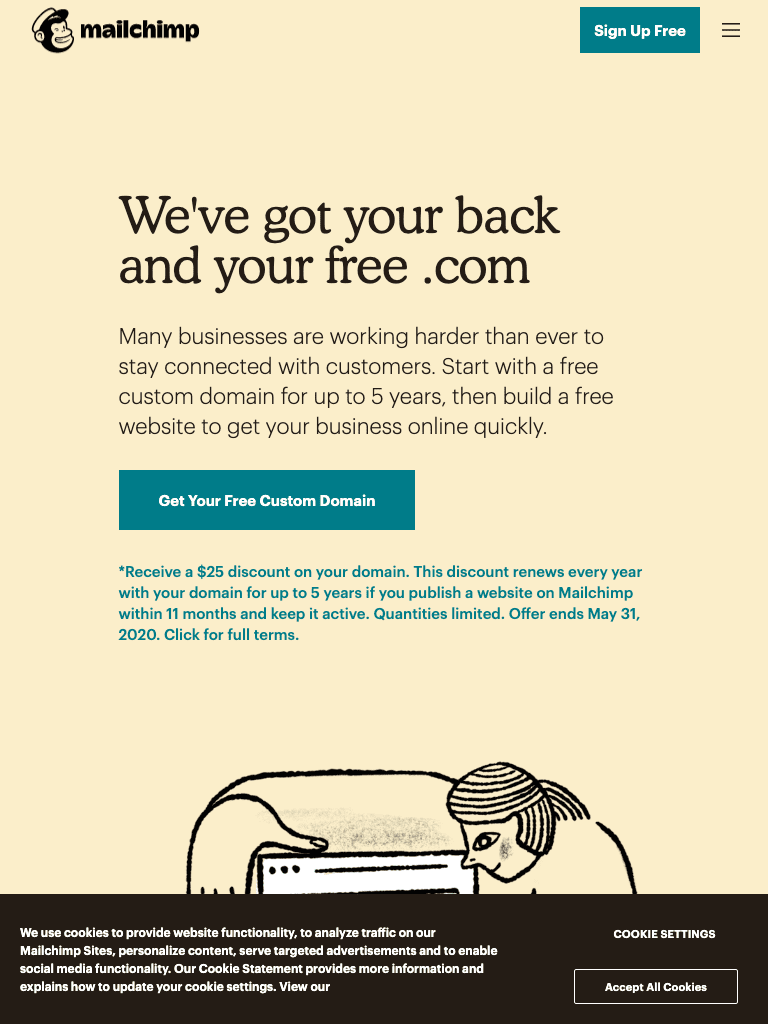 mailchimp
Sign Up Free
We've got your back
and your free .com
Many businesses are working harder than ever to
stay connected with customers. Start with a free
custom domain for up to 5 years, then build a free
website to get your business online quickly.
Get Your Free Custom Domain
*Receive a $25 discount on your domain. This discount renews every year
with your domain for up to 5 years if you publish a website on Mailchimp
within 11 months and keep it active. Quantities limited. Offer ends May 31,
2020. Click for full terms.
We use cookies to provide website functionality, to analyze traffic on our
Mailchimp Sites, personalize content, serve targeted advertisements and to enable
social media functionality. Our Cookie Statement provides more information and
explains how to update your cookie settings. View our
COOKIE SETTINGS
Accept All Cookies